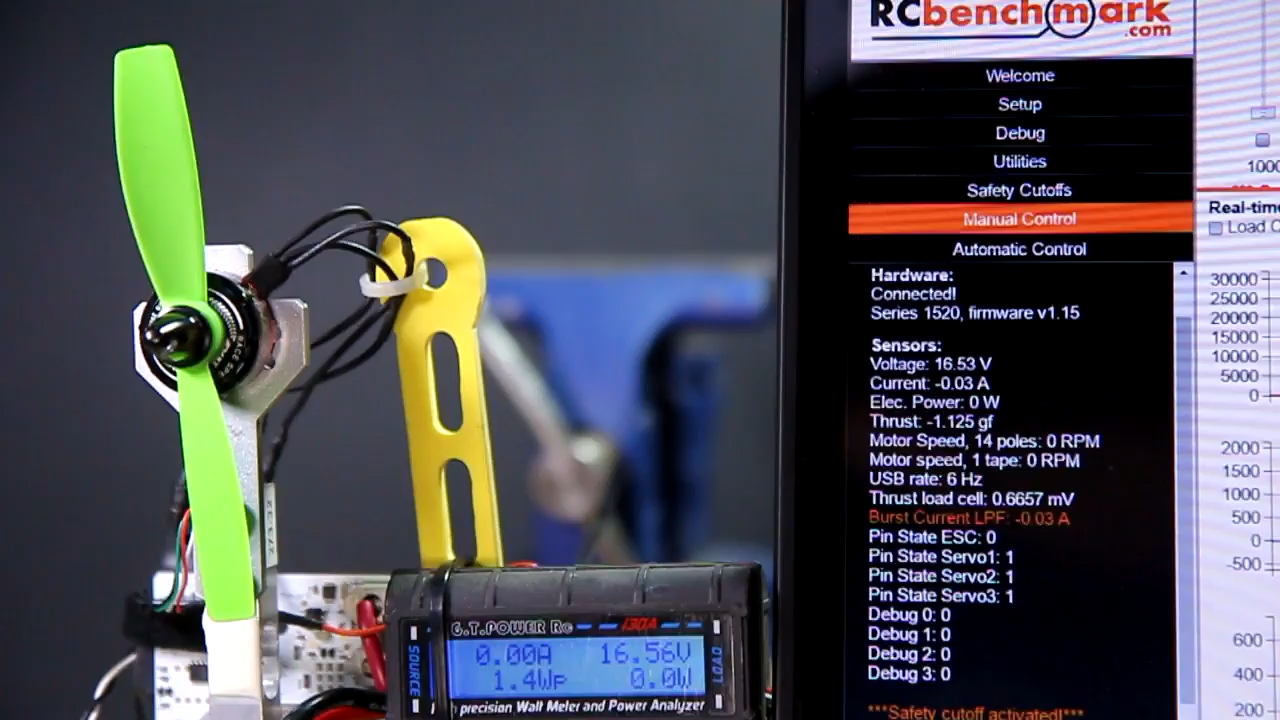 RCbenchmark
.com
Welcome
Setup
Debug
Utilities
Safety Cutoffs
Manual Control
Automatic Control
Hardware:
Connected!
Series 1520, firmware v1.15
Sensors:
Voltage: 16.53 V
Current: -0.03 A
Elec. Power: 0 W
Thrust: -1.125 gf
Motor Speed, 14 poles: 0 RPM
Motor speed, 1 tape: 0 RPM
USB rate: 6 Hz
Thrust load cell: 0.6657 mV
Burst Current LPF: -0.03 A
Pin State ESC: 0
Pin State Servo1: 1
Pin State Servo2: 1
Pin State Servo3: 1
Debug 0: 0
Debug 1: 0
Debug 2: 0
Debug 3: 0
***Safety cutoff activated!***
1000
Real-time
Load C
30000
25000
20000
15000
10000
5000
0
2000
1500
1000
500
0
-500
600
400
200
G.T.POWER Rc 130A
SOURCE
0.00A 16.56V
1.4Wp 0.0W
LOAD
precision Watt Meter and Power Analyzer